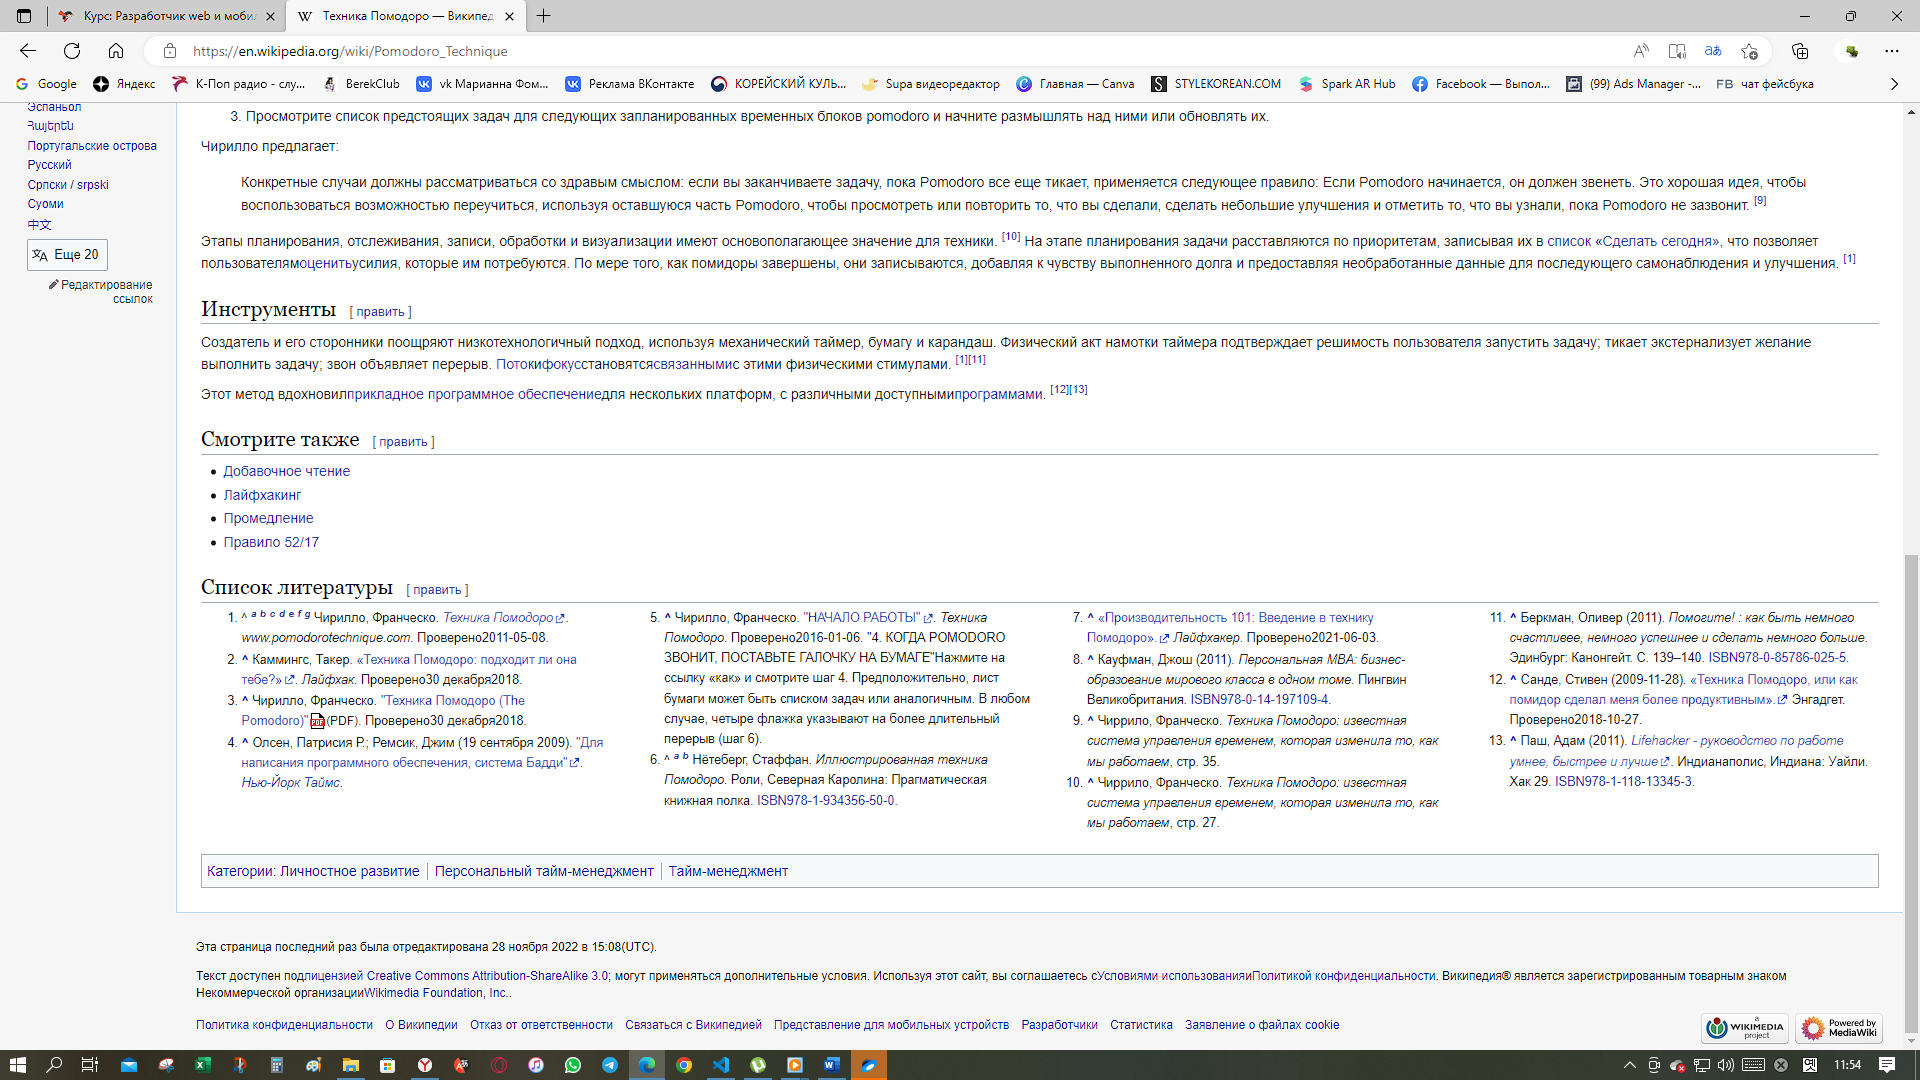 Курс: Разработчик web и моби
Техника Помодоро — Википед
https://en.wikipedia.org/wiki/Pomodoro_Technique
Google
Яндекс
К-Поп радио - слу...
BerekClub
vk Марианна Фом...
Реклама ВКонтакте
КОРЕЙСКИЙ КУЛЬ...
Supa видеоредактор
Главная — Canva
STYLEKOREAN.COM
Spark AR Hub
Facebook — Выпол...
(99) Ads Manager -...
FB чат фейсбука
Эспаньол
Հայերեն
Португальские острова
Русский
Српски / srpski
Суоми
中文
Еще 20
Редактирование
ссылок
3. Просмотрите список предстоящих задач для следующих запланированных временных блоков pomodoro и начните размышлять над ними или обновлять их.
Чирилло предлагает:
Конкретные случаи должны рассматриваться со здравым смыслом: если вы заканчиваете задачу, пока Pomodoro все еще тикает, применяется следующее правило: Если Pomodoro начинается, он должен звенеть. Это хорошая идея, чтобы
воспользоваться возможностью переучиться, используя оставшуюся часть Pomodoro, чтобы просмотреть или повторить то, что вы сделали, сделать небольшие улучшения и отметить то, что вы узнали, пока Pomodoro не зазвонит. [9]
Этапы планирования, отслеживания, записи, обработки и визуализации имеют основополагающее значение для техники. [10] На этапе планирования задачи расставляются по приоритетам, записывая их в список «Сделать сегодня», что позволяет
пользователямоценитьусилия, которые им потребуются. По мере того, как помидоры завершены, они записываются, добавляя к чувству выполненного долга и предоставляя необработанные данные для последующего самонаблюдения и улучшения. [1]
Инструменты [ править ]
Создатель и его сторонники поощряют низкотехнологичный подход, используя механический таймер, бумагу и карандаш. Физический акт намотки таймера подтверждает решимость пользователя запустить задачу; тикает экстернализует желание
выполнить задачу; звон объявляет перерыв. Потокифокусстановятсясвязаннымис этими физическими стимулами. [1][11]
Этот метод вдохновилприкладное программное обеспечениедля нескольких платформ, с различными доступнымипрограммами. [12][13]
Смотрите также [ править ]
• Добавочное чтение
• Лайфхакинг
• Промедление
• Правило 52/17
Список литературы [ править ]
1. ^ a b c d e f g Чирилло, Франческо. Техника Помодоро.
www.pomodorotechnique.com. Проверено2011-05-08.
2. ^ Каммингс, Такер. «Техника Помодоро: подходит ли она
тебе?». Лайфхак. Проверено30 декабря2018.
3. ^ Чирилло, Франческо. "Техника Помодоро (The
Pomodoro)" (PDF). Проверено30 декабря2018.
4. ^ Олсен, Патрисия Р.; Ремсик, Джим (19 сентября 2009). "Для
написания программного обеспечения, система Бадди".
Нью-Йорк Таймс.
5. ^ Чирилло, Франческо. "НАЧАЛО РАБОТЫ". Техника
Помодоро. Проверено2016-01-06. "4. КОГДА POMODORO
ЗВОНИТ, ПОСТАВЬТЕ ГАЛОЧКУ НА БУМАГЕ"Нажмите на
ссылку «как» и смотрите шаг 4. Предположительно, лист
бумаги может быть списком задач или аналогичным. В любом
случае, четыре флажка указывают на более длительный
перерыв (шаг 6).
6. ^ a b Нётеберг, Стаффан. Иллюстрированная техника
Помодоро. Роли, Северная Каролина: Прагматическая
книжная полка. ISBN978-1-934356-50-0.
7. ^ «Производительность 101: Введение в технику
Помодоро». Лайфхакер. Проверено2021-06-03.
8. ^ Кауфман, Джош (2011). Персональная MBA: бизнес-
образование мирового класса в одном томе. Пингвин
Великобритания. ISBN978-0-14-197109-4.
9. ^ Чиррило, Франческо. Техника Помодоро: известная
система управления временем, которая изменила то, как
мы работаем, стр. 35.
10. ^ Чиррило, Франческо. Техника Помодоро: известная
система управления временем, которая изменила то, как
мы работаем, стр. 27.
11. ^ Беркман, Оливер (2011). Помогите! : как быть немного
счастливее, немного успешнее и сделать немного больше.
Эдинбург: Канонгейт. С. 139–140. ISBN978-0-85786-025-5.
12. ^ Санде, Стивен (2009-11-28). «Техника Помодоро, или как
помидор сделал меня более продуктивным». Энгадгет.
Проверено2018-10-27.
13. ^ Паш, Адам (2011). Lifehacker - руководство по работе
умнее, быстрее и лучше. Индианаполис, Индиана: Уайли.
Хак 29. ISBN978-1-118-13345-3.
Категории: Личностное развитие | Персональный тайм-менеджмент | Тайм-менеджмент
Эта страница последний раз была отредактирована 28 ноября 2022 в 15:08(UTC).
Текст доступен подлицензией Creative Commons Attribution-ShareAlike 3.0; могут применяться дополнительные условия. Используя этот сайт, вы соглашаетесь сУсловиями использованияиПолитикой конфиденциальности. Википедия® является зарегистрированным товарным знаком
Некоммерческой организацииWikimedia Foundation, Inc..
Политика конфиденциальности
О Википедии
Отказ от ответственности
Связаться с Википедией
Представление для мобильных устройств
Разработчики
Статистика
Заявление о файлах cookie
a
WIKIMEDIA
project
Powered by
MediaWiki
11:54